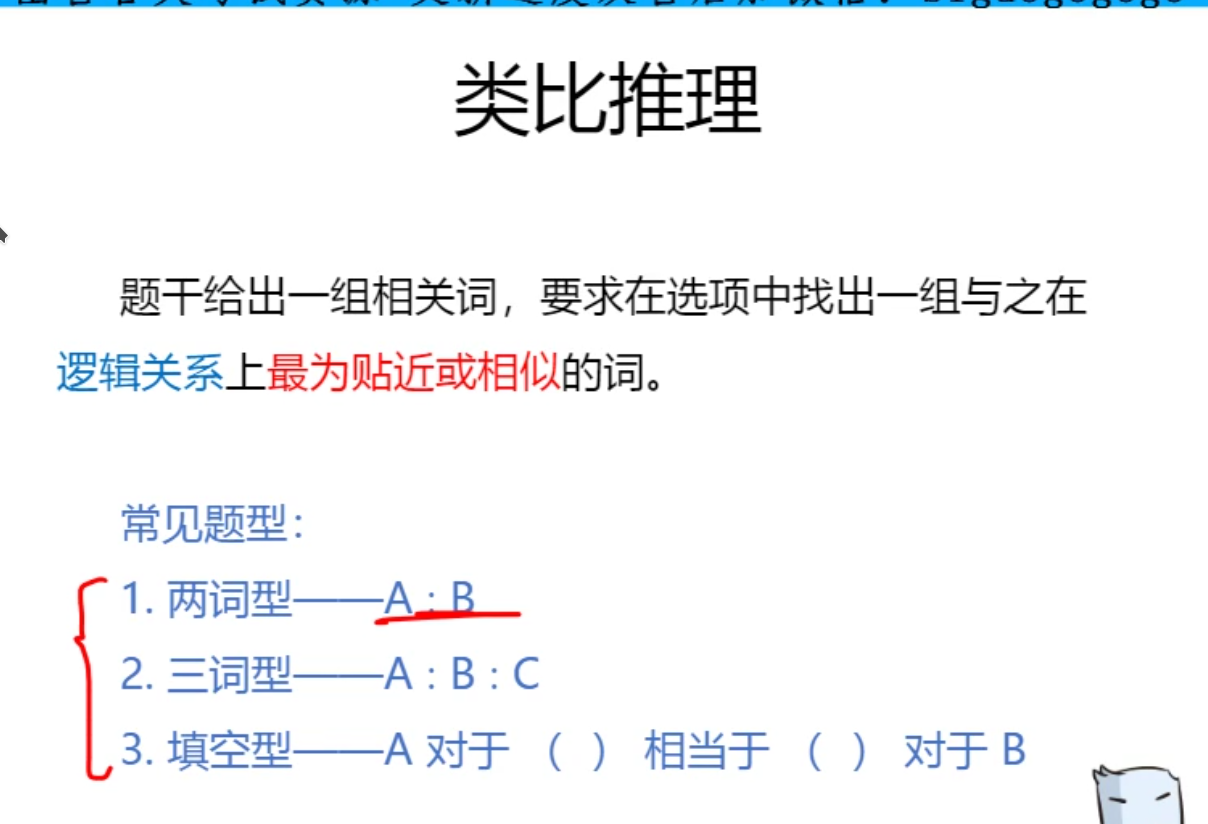 类比推理
题干给出一组相关词，要求在选项中找出一组与之在
逻辑关系上最为贴近或相似的词。
常见题型：
1. 两词型——A : B
2. 三词型——A : B : C
3. 填空型——A 对于 （ ） 相当于 （ ） 对于 B